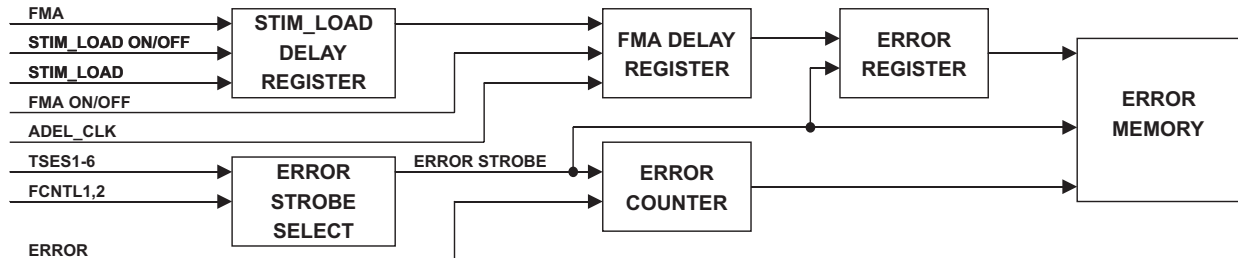 FMA
STIM_LOAD ON/OFF
STIM_LOAD
FMA ON/OFF
ADEL_CLK
TSES1-6
FCNTL1,2
ERROR
STIM_LOAD
DELAY
REGISTER
ERROR
STROBE
SELECT
ERROR STROBE
FMA DELAY
REGISTER
ERROR
COUNTER
ERROR
REGISTER
ERROR
MEMORY